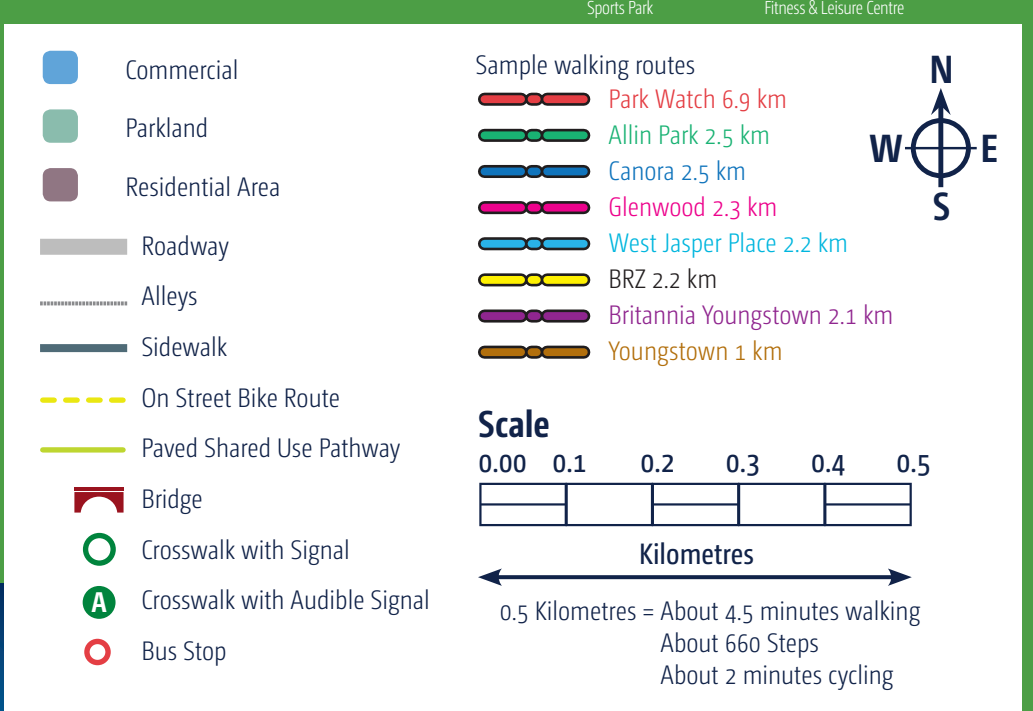 Sports Park
Fitness & Leisure Centre
Commercial
Parkland
Residential Area
Roadway
Alleys
Sidewalk
On Street Bike Route
Paved Shared Use Pathway
Bridge
Crosswalk with Signal
A
Crosswalk with Audible Signal
Bus Stop
Sample walking routes
Park Watch 6.9 km
Allin Park 2.5 km
Canora 2.5 km
Glenwood 2.3 km
West Jasper Place 2.2 km
BRZ 2.2 km
Britannia Youngstown 2.1 km
Youngstown 1 km
N
W E
S
Scale
0.00 0.1 0.2 0.3 0.4 0.5
Kilometres
0.5 Kilometres = About 4.5 minutes walking
About 660 Steps
About 2 minutes cycling